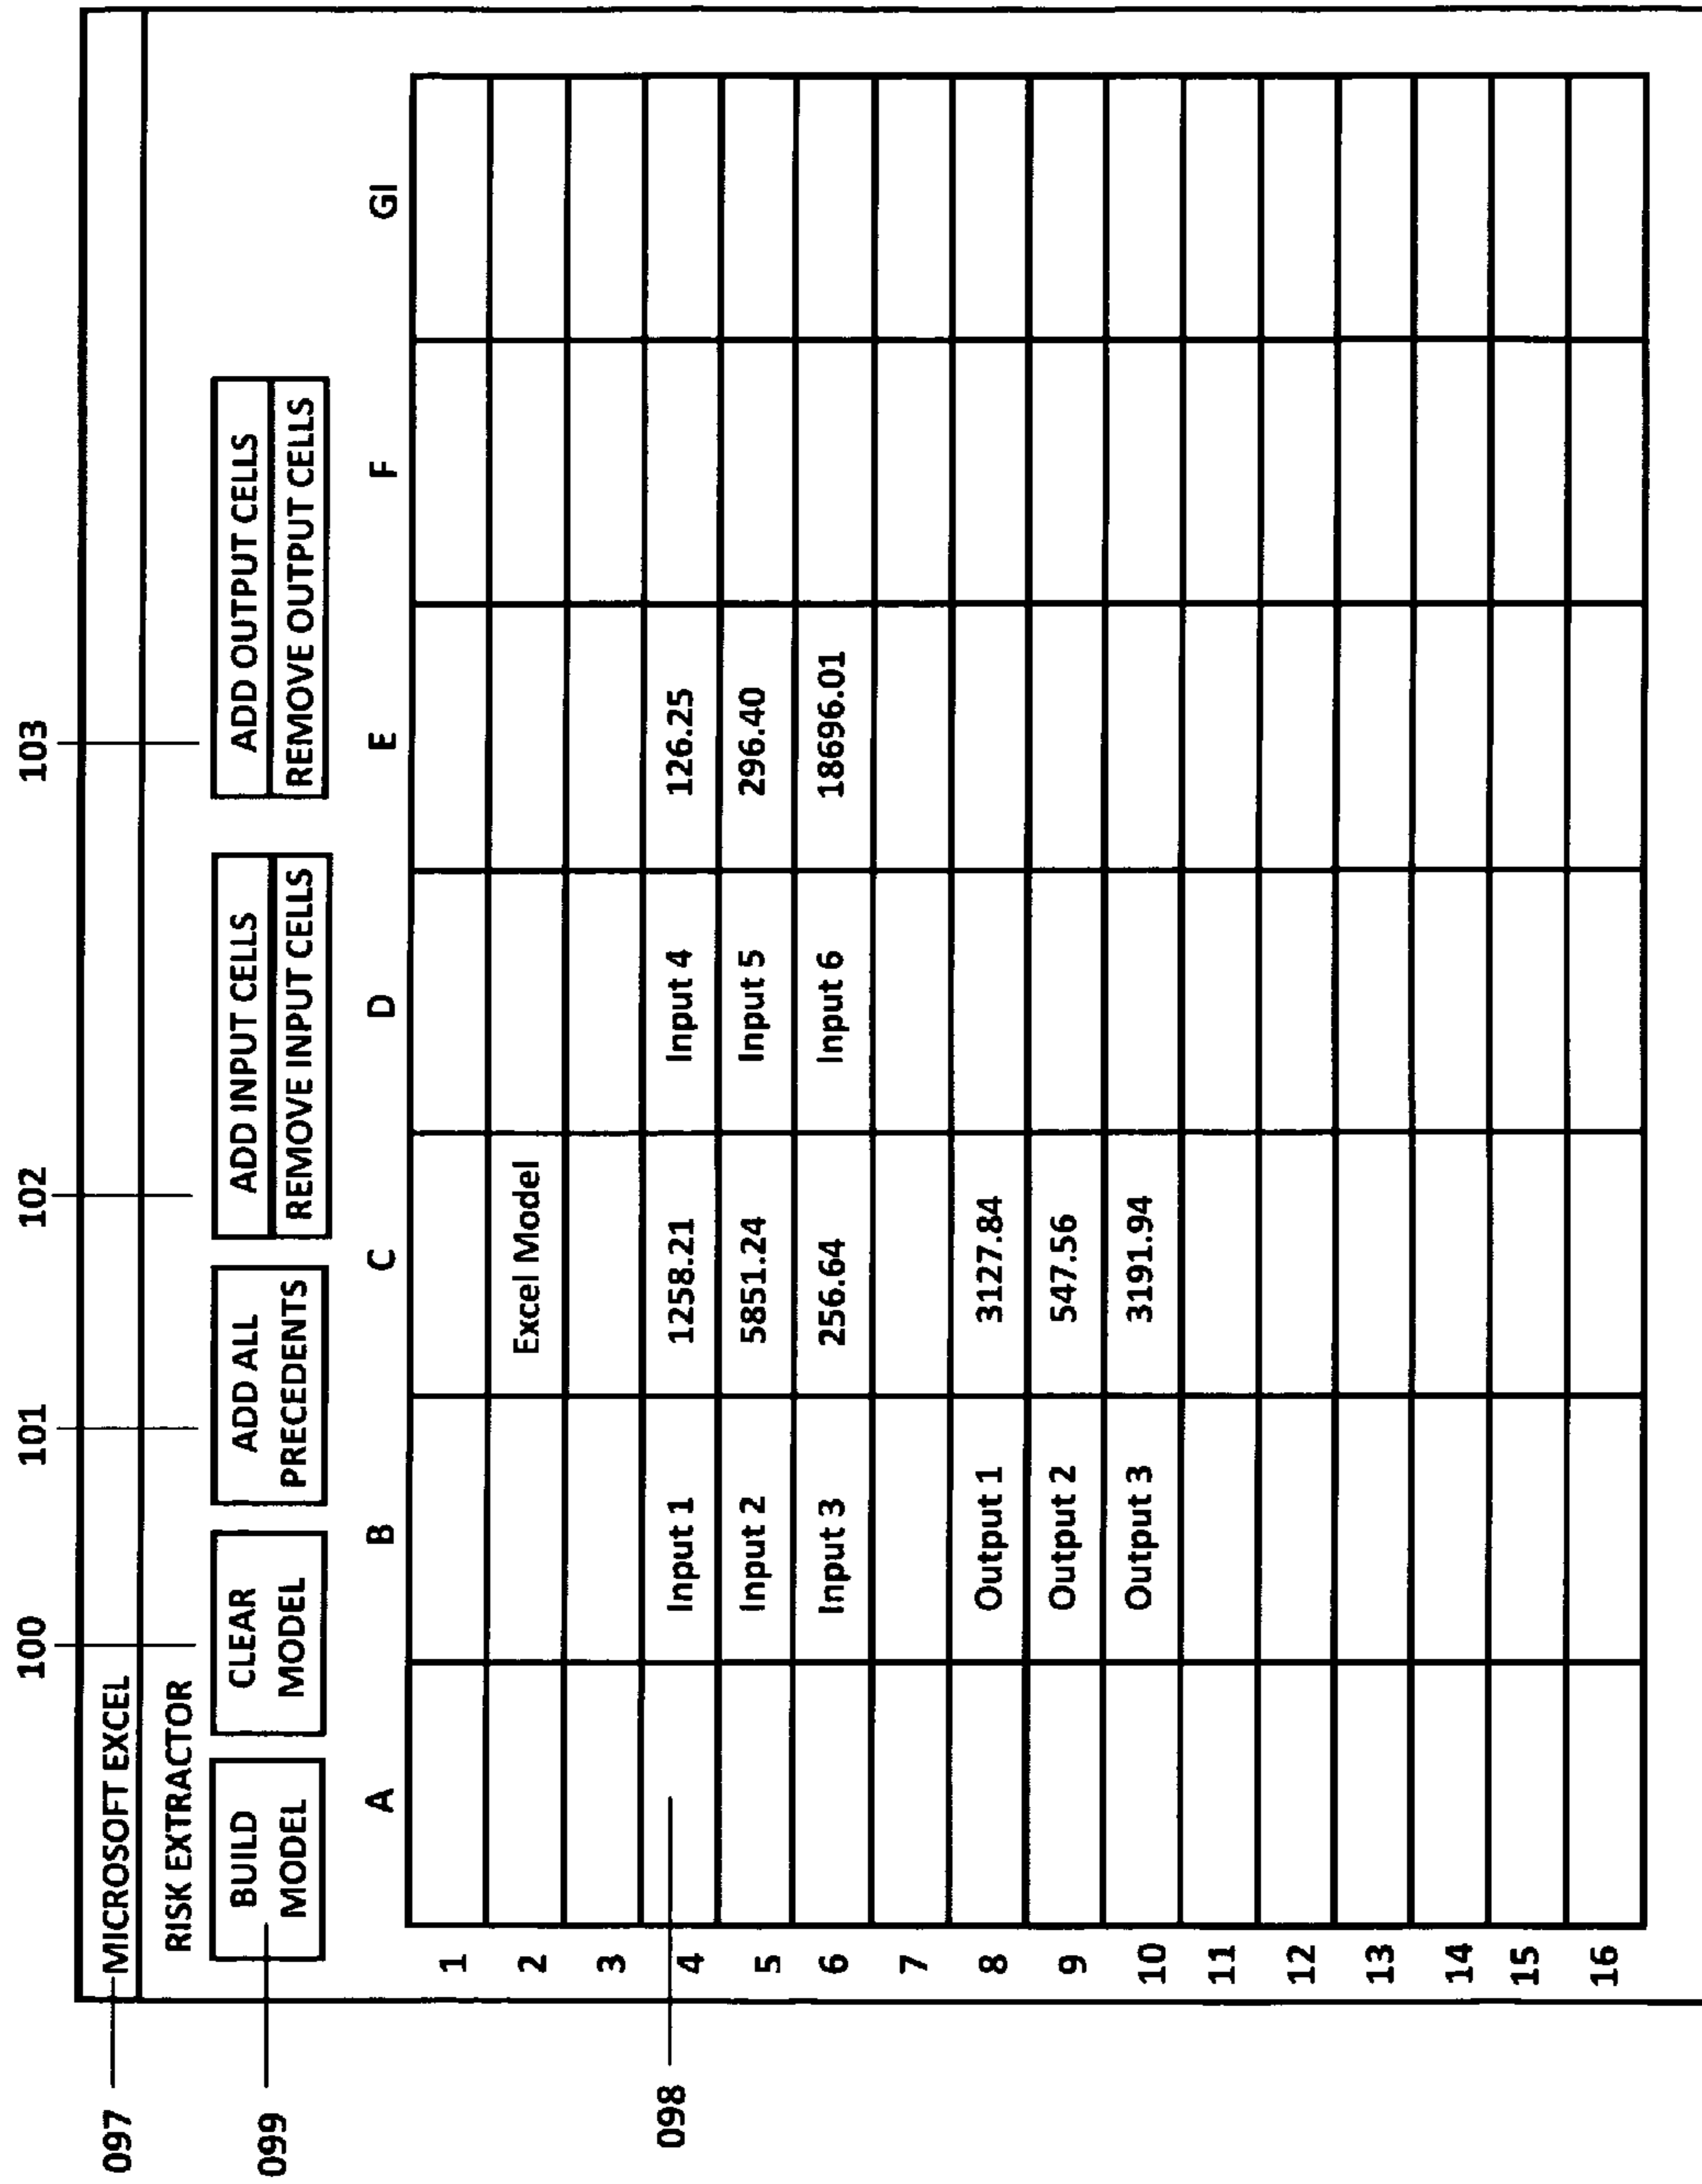 100 101 102 103
097 MICROSOFT EXCEL
RISK EXTRACTOR
099
BUILD MODEL
CLEAR MODEL
ADD ALL PRECEDENTS
ADD INPUT CELLS
REMOVE INPUT CELLS
ADD OUTPUT CELLS
REMOVE OUTPUT CELLS
A B C D E F GI
1
2 Excel Model
3
098
4 Input 1 1258.21 Input 4 126.25
5 Input 2 5851.24 Input 5 296.40
6 Input 3 256.64 Input 6 18696.01
7
8 Output 1 3127.84
9 Output 2 547.56
10 Output 3 3191.94
11
12
13
14
15
16